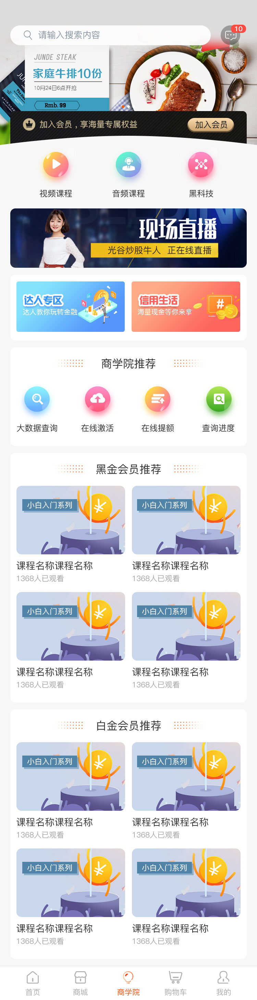 请输入搜索内容
10
JUNDE STEAK
家庭牛排10份
10月24日6点开抢
Rmb. 99
加入会员，享海量专属权益
加入会员
视频课程
音频课程
黑科技
现场直播
光谷炒股牛人 正在线直播
达人专区
达人教你玩转金融
信用生活
海量现金等你来拿
商学院推荐
大数据查询
在线激活
在线提额
查询进度
黑金会员推荐
小白入门系列
小白入门系列
课程名称课程名称
课程名称课程名称
1368人已观看
1368人已观看
小白入门系列
小白入门系列
课程名称课程名称
课程名称课程名称
1368人已观看
1368人已观看
白金会员推荐
小白入门系列
小白入门系列
课程名称课程名称
课程名称课程名称
1368人已观看
1368人已观看
小白入门系列
小白入门系列
课程名称课程名称
课程名称课程名称
1368人已观看
1368人已观看
首页
商城
商学院
购物车
我的